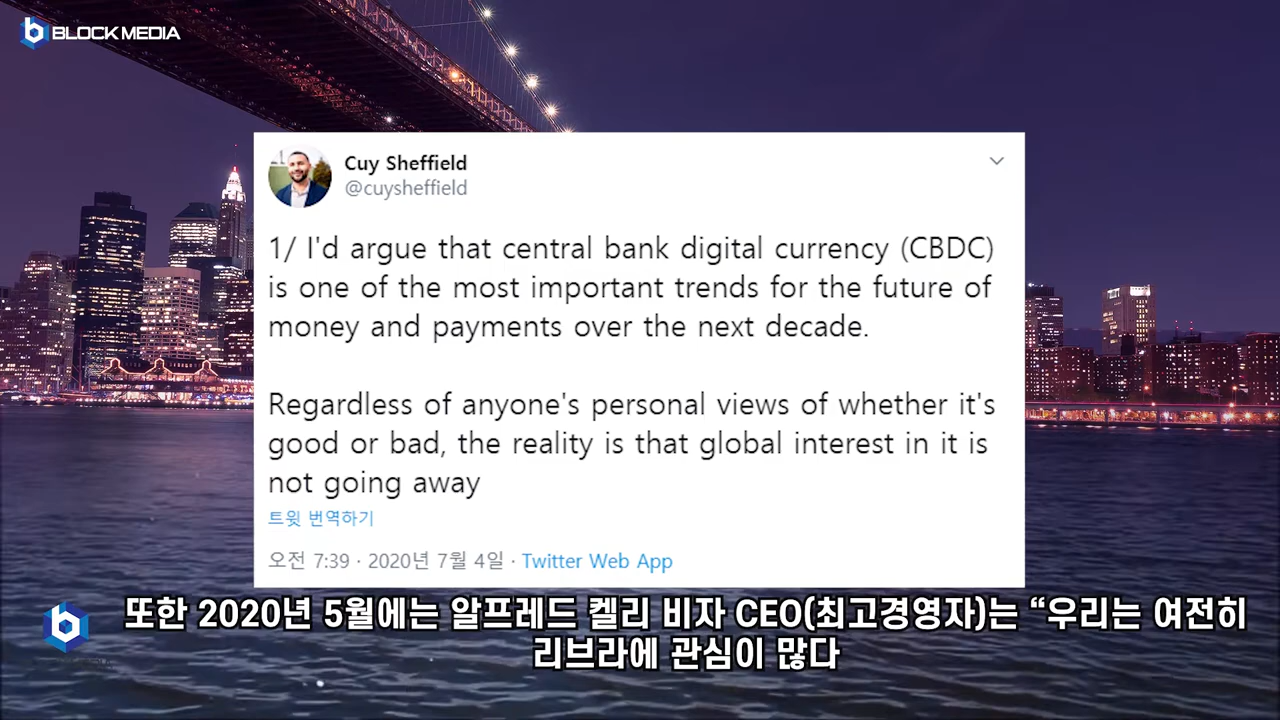 BLOCK MEDIA
Cuy Sheffield
@cuysheffield
1/ I'd argue that central bank digital currency (CBDC)
is one of the most important trends for the future of
money and payments over the next decade.
Regardless of anyone's personal views of whether it's
good or bad, the reality is that global interest in it is
not going away
트윗 번역하기
오전 7:39 · 2020년 7월 4일 · Twitter Web App
또한 2020년 5월에는 알프레드 켈리 비자 CEO(최고경영자)는 “우리는 여전히
리브라에 관심이 많다